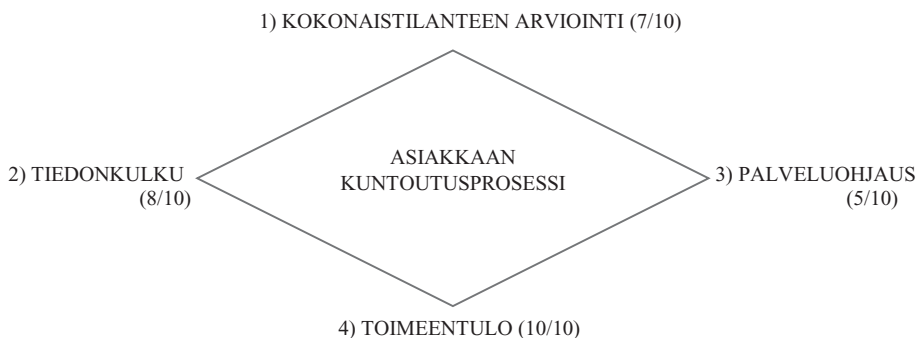 1) KOKONAISTILANTEEN ARVIOINTI (7/10)
2) TIEDONKULKU
(8/10)
ASIAKKAAN
KUNTOUTUSPROSESSI
3) PALVELUOHJAUS
(5/10)
4) TOIMEENTULO (10/10)